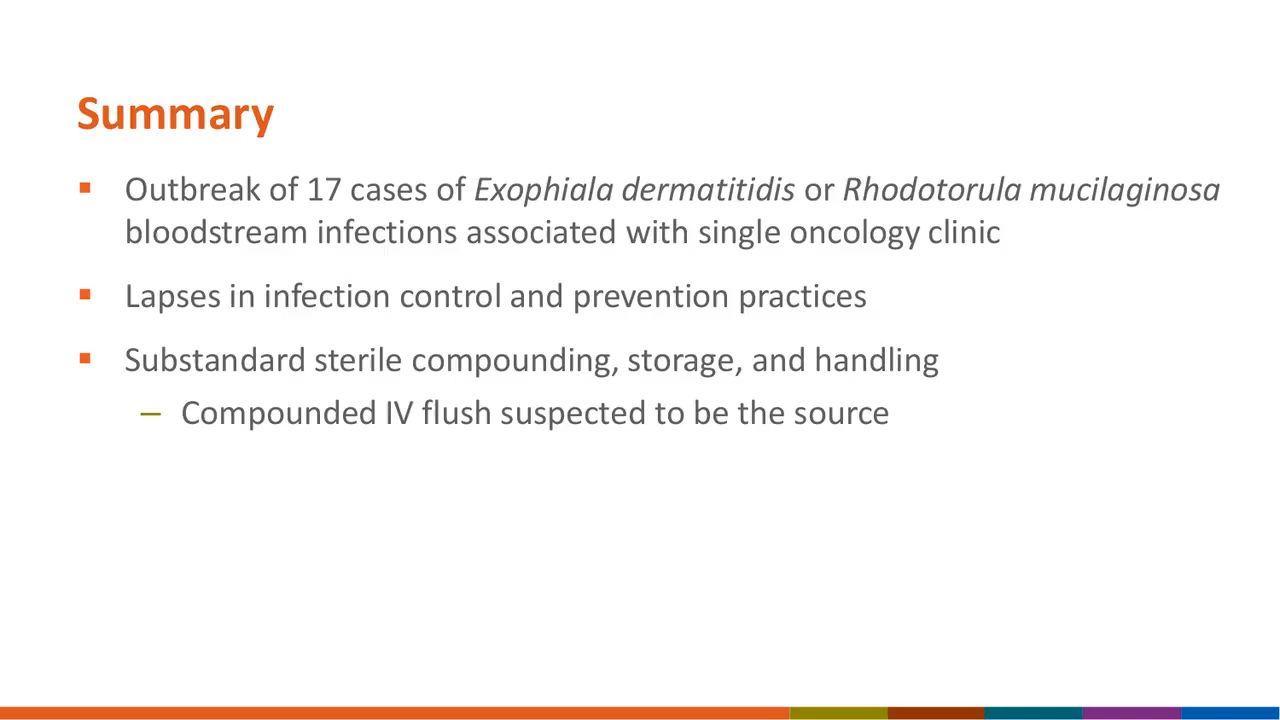 Summary
▪ Outbreak of 17 cases of Exophiala dermatitidis or Rhodotorula mucilaginosa
bloodstream infections associated with single oncology clinic
▪ Lapses in infection control and prevention practices
▪ Substandard sterile compounding, storage, and handling
– Compounded IV flush suspected to be the source